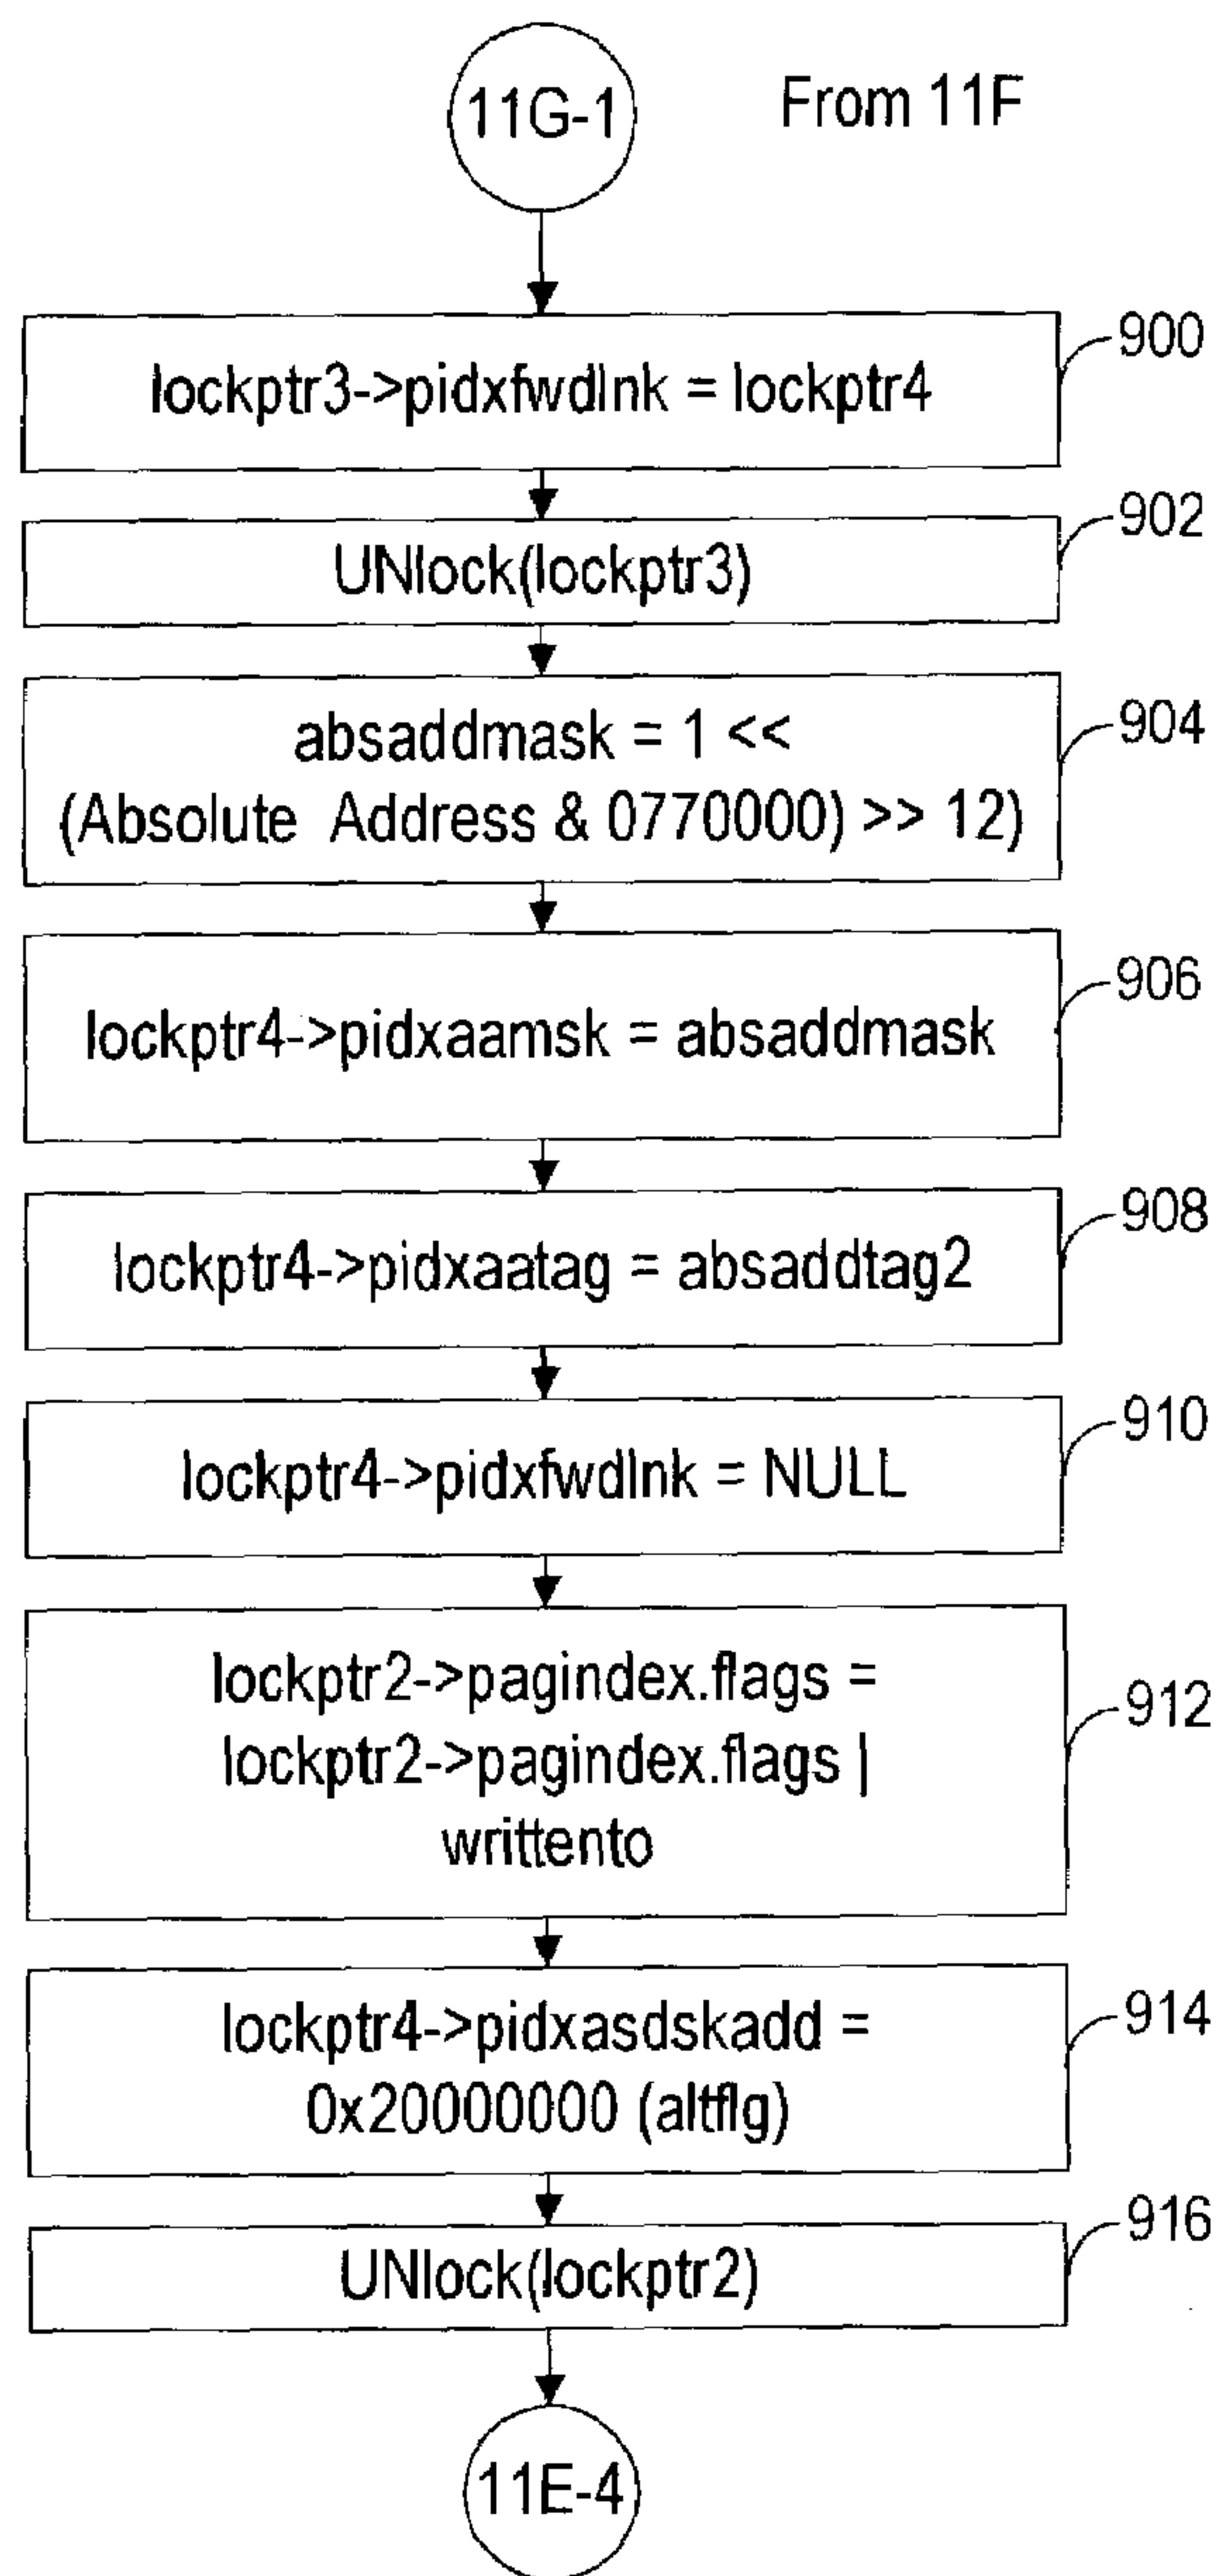 11G-1
From 11F
lockptr3->pidxfwdlnk = lockptr4
900
UNlock(lockptr3)
902
absaddmask = 1 <<
(Absolute Address & 0770000) >> 12)
904
lockptr4->pidxaamsk = absaddmask
906
lockptr4->pidxaatag = absaddtag2
908
lockptr4->pidxfwdlnk = NULL
910
lockptr2->pagindex.flags =
lockptr2->pagindex.flags |
writtento
912
lockptr4->pidxasdskadd =
0x20000000 (altflg)
914
UNlock(lockptr2)
916
11E-4